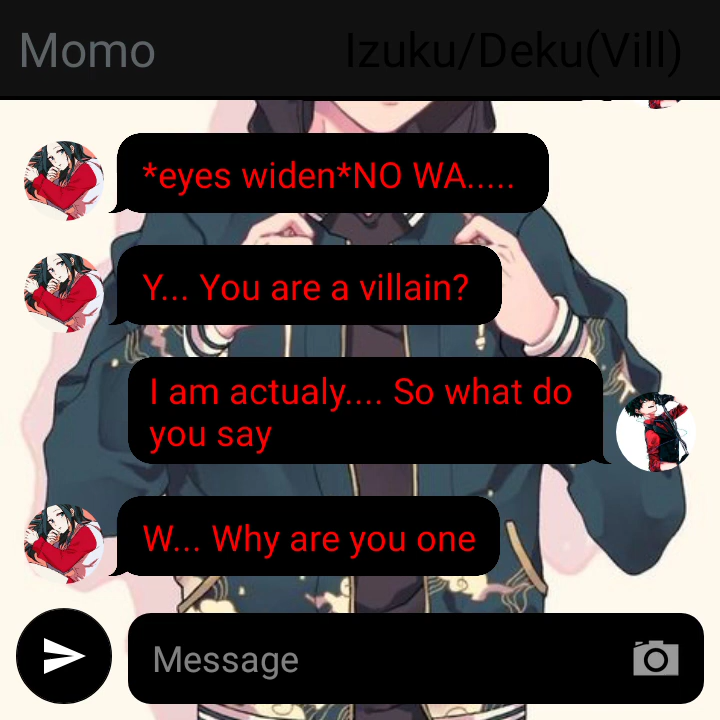 Momo Izuku/Deku(Vill)
*eyes widen*NO WA.....
Y... You are a villain?
I am actualy.... So what do
you say
W... Why are you one
Message